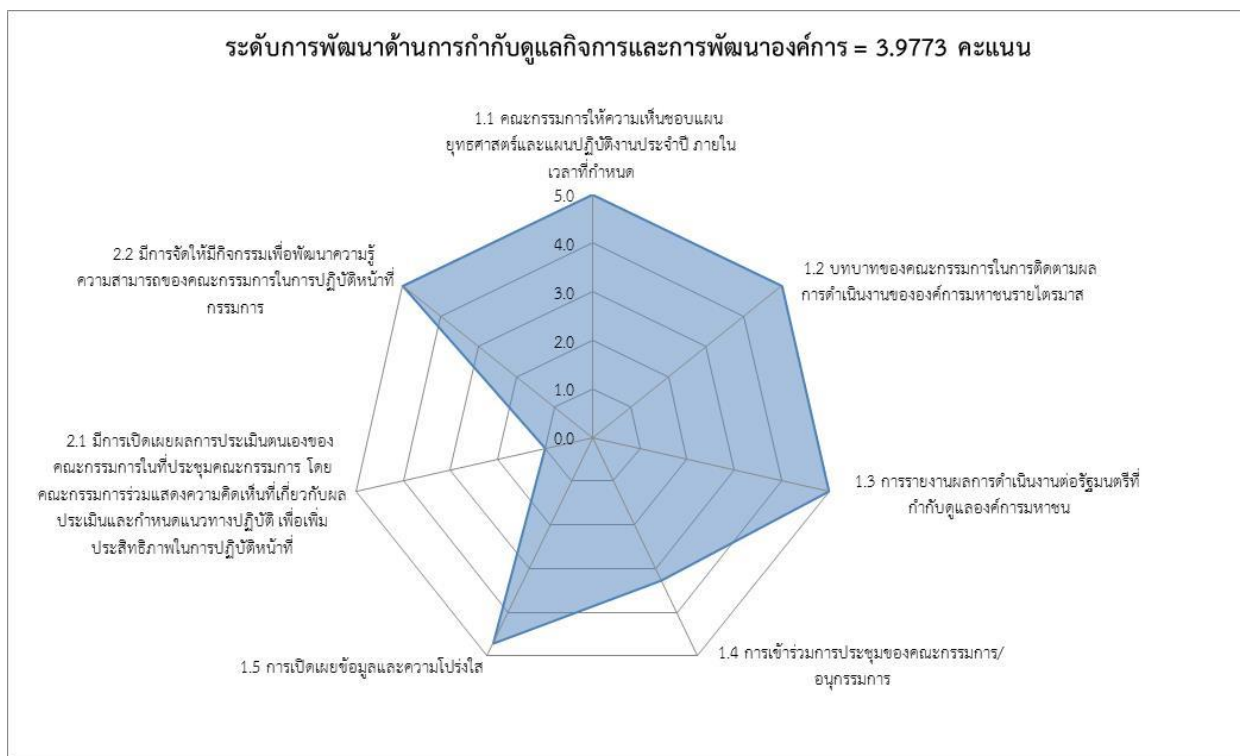 ระดับการพัฒนาด้านการกำกับดูแลกิจการและการพัฒนาองค์การ = 3.9773 คะแนน
1.1 คณะกรรมการให้ความเห็นชอบแผน
ยุทธศาสตร์และแผนปฏิบัติงานประจำปี ภายใน
เวลาที่กำหนด
5.0
4.0
3.0
2.0
1.0
0.0
1.2 บทบาทของคณะกรรมการในการติดตามผล
การดำเนินงานขององค์การมหาชนรายไตรมาส
1.3 การรายงานผลการดำเนินงานต่อรัฐมนตรีที่
กำกับดูแลองค์การมหาชน
1.4 การเข้าร่วมการประชุมของคณะกรรมการ/
อนุกรรมการ
1.5 การเปิดเผยข้อมูลและความโปร่งใส
2.1 มีการเปิดเผยผลการประเมินตนเองของ
คณะกรรมการในที่ประชุมคณะกรรมการ โดย
คณะกรรมการร่วมแสดงความคิดเห็นที่เกี่ยวกับผล
ประเมินและกำหนดแนวทางปฏิบัติ เพื่อเพิ่ม
ประสิทธิภาพในการปฏิบัติหน้าที่
2.2 มีการจัดให้มีกิจกรรมเพื่อพัฒนาความรู้
ความสามารถของคณะกรรมการในการปฏิบัติหน้าที่
กรรมการ